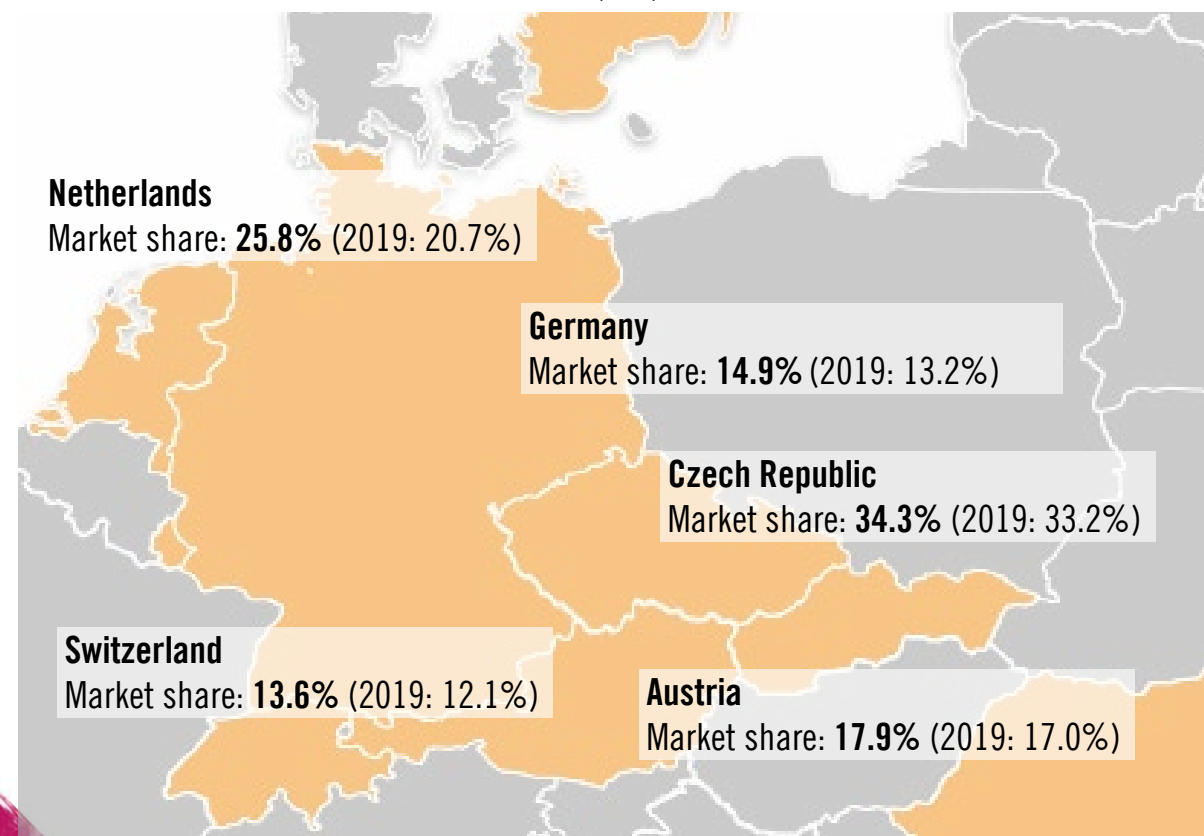 Netherlands
Market share: 25.8% (2019: 20.7%)
Germany
Market share: 14.9% (2019: 13.2%)
Czech Republic
Market share: 34.3% (2019: 33.2%)
Switzerland
Market share: 13.6% (2019: 12.1%)
Austria
Market share: 17.9% (2019: 17.0%)